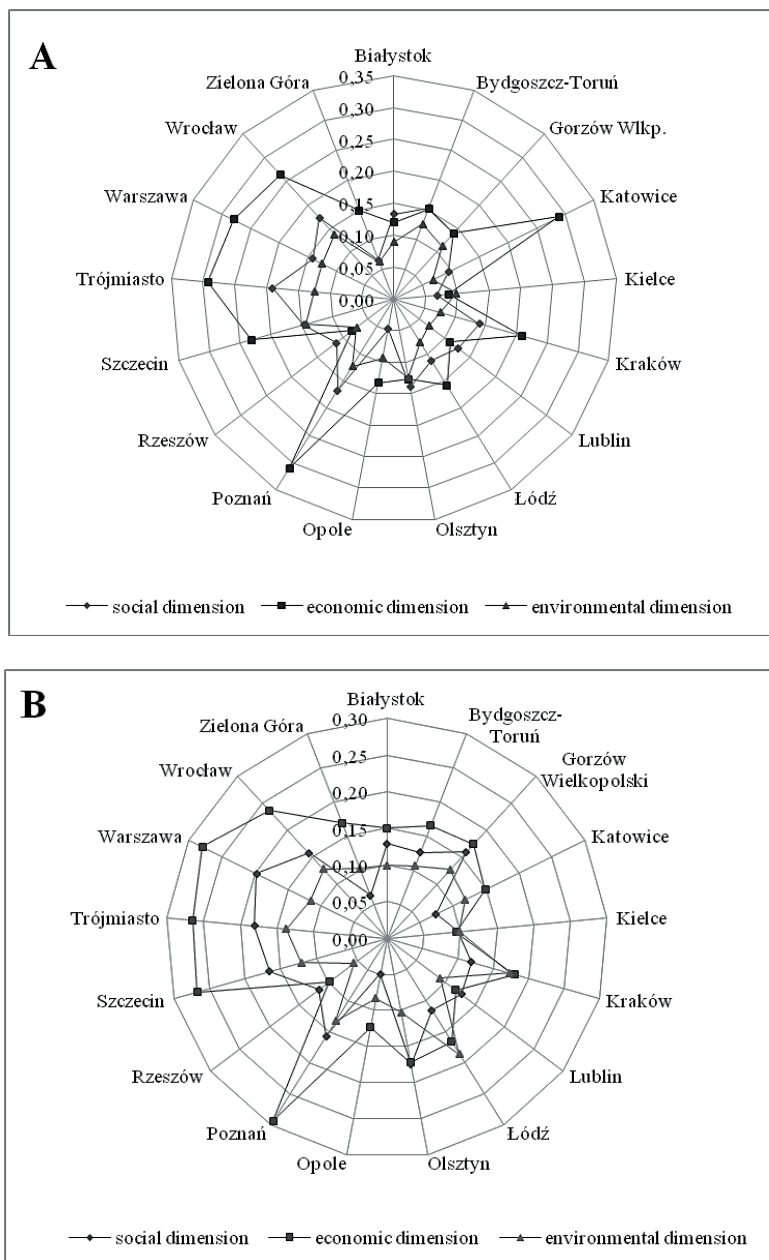 A
Białystok
Bydgoszcz-Toruń
Gorzów Wlkp.
Katowice
Kielce
Kraków
Lublin
Łódź
Olsztyn
Opole
Poznań
Rzeszów
Szczecin
Trójmiasto
Warszawa
Wrocław
Zielona Góra
0,35
0,30
0,25
0,20
0,15
0,10
0,05
0,00
social dimension economic dimension environmental dimension
B
Białystok
Bydgoszcz-
Toruń
Gorzów
Wielkopolski
Katowice
Kielce
Kraków
Lublin
Łódź
Olsztyn
Opole
Poznań
Rzeszów
Szczecin
Trójmiasto
Warszawa
Wrocław
Zielona Góra
0,30
0,25
0,20
0,15
0,10
0,05
0,00
social dimension economic dimension environmental dimension